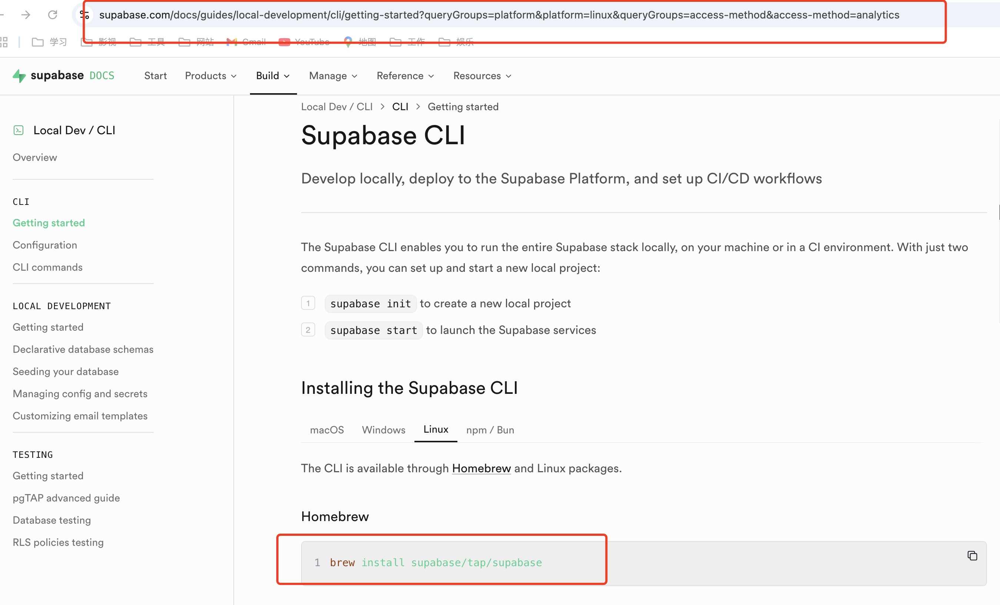 supabase.com/docs/guides/local-development/cli/getting-started?queryGroups=platform&platform=linux&queryGroups=access-method&access-method=analytics
学习 影视 工具 网站 Gmail YouTube 地图 工作 娱乐
supabase DOCS Start Products Build Manage Reference Resources
Local Dev / CLI
Overview
CLI
Getting started
Configuration
CLI commands
LOCAL DEVELOPMENT
Getting started
Declarative database schemas
Seeding your database
Managing config and secrets
Customizing email templates
TESTING
Getting started
pgTAP advanced guide
Database testing
RLS policies testing
Local Dev / CLI > CLI > Getting started
Supabase CLI
Develop locally, deploy to the Supabase Platform, and set up CI/CD workflows
The Supabase CLI enables you to run the entire Supabase stack locally, on your machine or in a CI environment. With just two
commands, you can set up and start a new local project:
1 supabase init to create a new local project
2 supabase start to launch the Supabase services
Installing the Supabase CLI
macOS Windows Linux npm / Bun
The CLI is available through Homebrew and Linux packages.
Homebrew
1 brew install supabase/tap/supabase